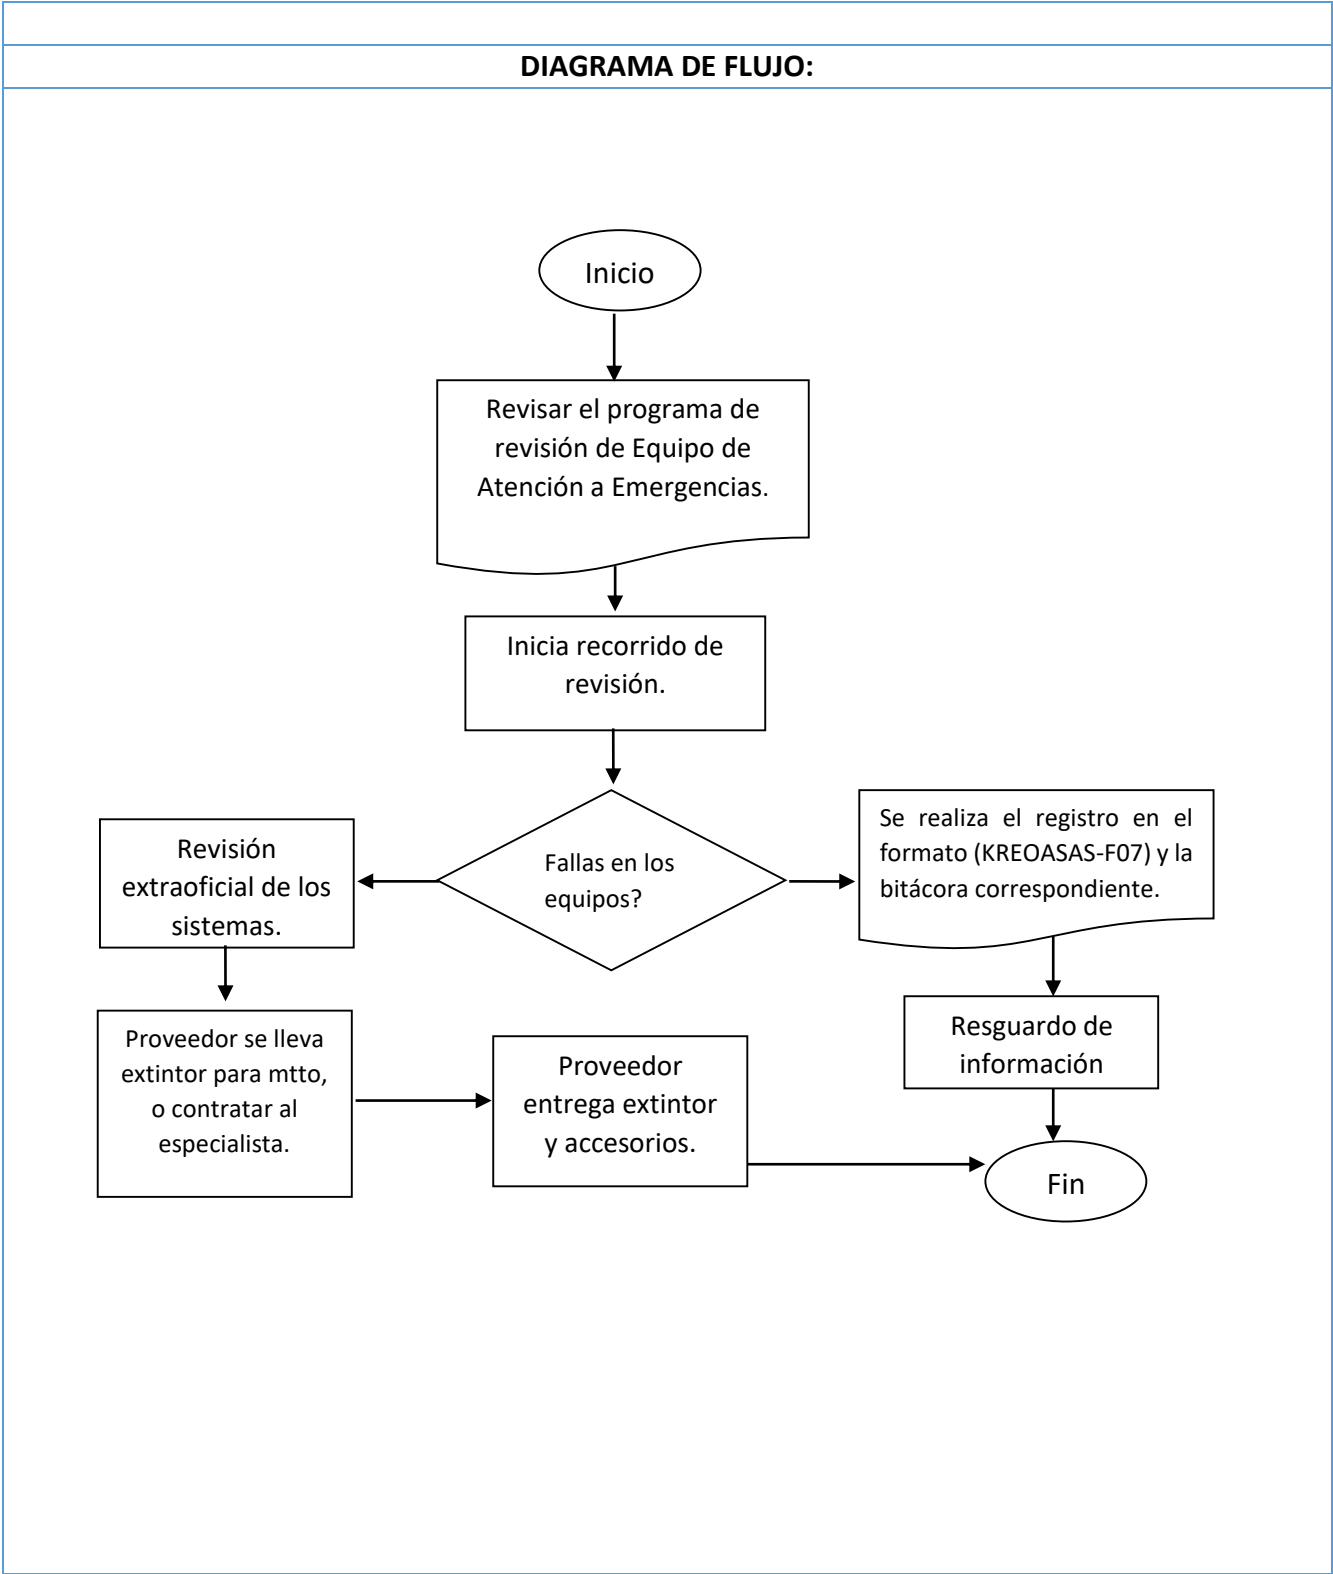 DIAGRAMA DE FLUJO:
Inicio
Revisar el programa de
revisión de Equipo de
Atención a Emergencias.
Inicia recorrido de
revisión.
Fallas en los
equipos?
Revisión
extraoficial de los
sistemas.
Se realiza el registro en el
formato (KREOASAS-F07) y la
bitácora correspondiente.
Proveedor se lleva
extintor para mtto,
o contratar al
especialista.
Proveedor
entrega extintor
y accesorios.
Resguardo de
información
Fin